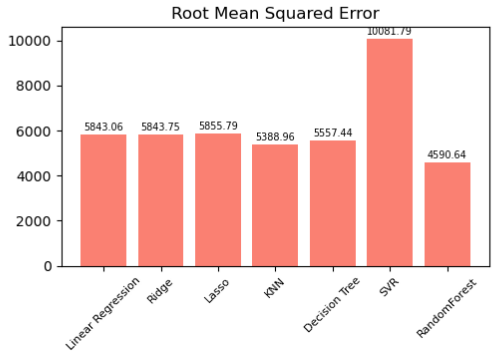 Root Mean Squared Error
10000
8000
6000
4000
2000
0
5843.06
5843.75
5855.79
5388.96
5557.44
10081.79
4590.64
Linear Regression
Ridge
Lasso
KNN
Decision Tree
SVR
RandomForest